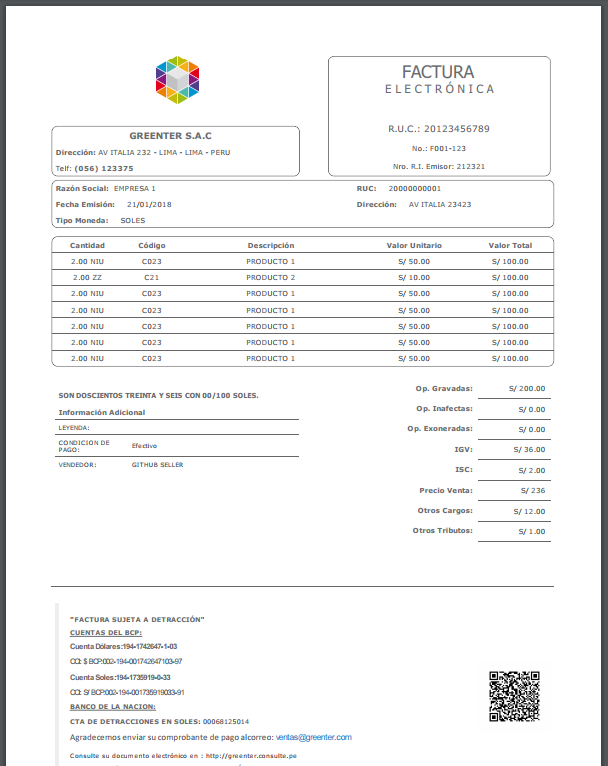 FACTURA
ELECTRÓNICA
R.U.C.: 20123456789
No.: F001-123
Nro. R.I. Emisor: 212321
GREENTER S.A.C
Dirección: AV ITALIA 232 - LIMA - LIMA - PERU
Telf: (056) 123375
Razón Social: EMPRESA 1 RUC: 20000000001
Fecha Emisión: 21/01/2018 Dirección: AV ITALIA 23423
Tipo Moneda: SOLES
Cantidad Código Descripción Valor Unitario Valor Total
2.00 NIU C023 PRODUCTO 1 S/ 50.00 S/ 100.00
2.00 ZZ C21 PRODUCTO 2 S/ 10.00 S/ 100.00
2.00 NIU C023 PRODUCTO 1 S/ 50.00 S/ 100.00
2.00 NIU C023 PRODUCTO 1 S/ 50.00 S/ 100.00
2.00 NIU C023 PRODUCTO 1 S/ 50.00 S/ 100.00
2.00 NIU C023 PRODUCTO 1 S/ 50.00 S/ 100.00
2.00 NIU C023 PRODUCTO 1 S/ 50.00 S/ 100.00
SON DOSCIENTOS TREINTA Y SEIS CON 00/100 SOLES.
Información Adicional
LEYENDA:
CONDICION DE
PAGO: Efectivo
VENDEDOR: GITHUB SELLER
Op. Gravadas: S/ 200.00
Op. Inafectas: S/ 0.00
Op. Exoneradas: S/ 0.00
IGV: S/ 36.00
ISC: S/ 2.00
Precio Venta: S/ 236
Otros Cargos: S/ 12.00
Otros Tributos: S/ 1.00
"FACTURA SUJETA A DETRACCIÓN"
CUENTAS DEL BCP:
Cuenta Dólares:194-1742647-1-03
CCI: $ BCP:002-194-001742647103-97
Cuenta Soles:194-1735919-0-33
CCI: S/ BCP:002-194-001735919033-91
BANCO DE LA NACION:
CTA DE DETRACCIONES EN SOLES: 00068125014
Agradecemos enviar su comprobante de pago alcorreo: ventas@greenter.com
Consulte su documento electrónico en : http://greenter.consulte.pe